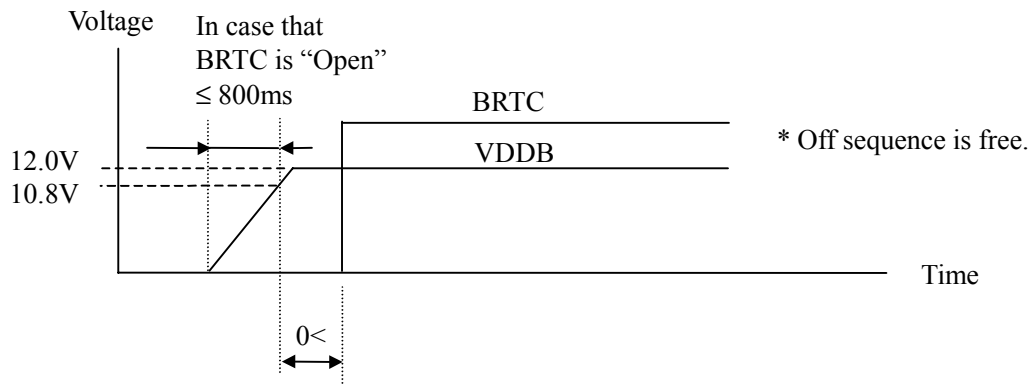 Voltage
In case that
BRTC is “Open”
≤ 800ms
BRTC
* Off sequence is free.
VDDB
12.0V
10.8V
Time
0<